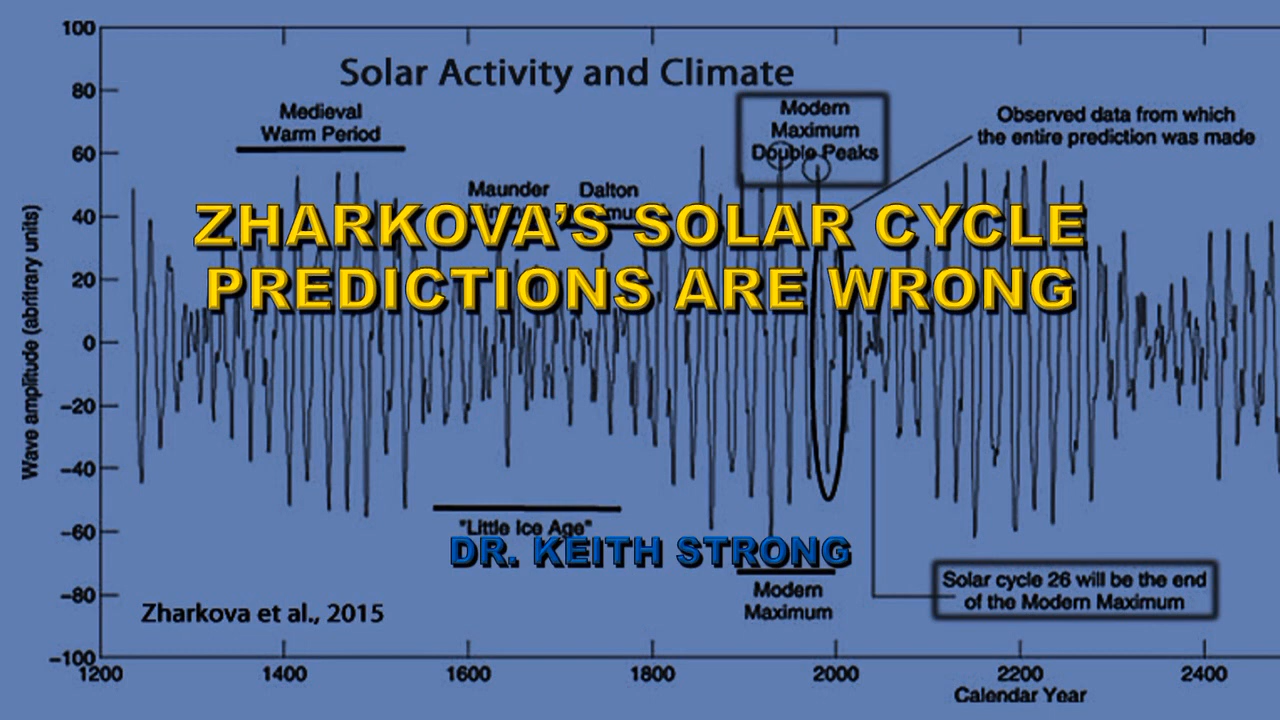 100
Solar Activity and Climate
80
Medieval
Warm Period
Modern
Maximum
Double Peaks
Observed data from which
the entire prediction was made
60
Maunder
Dalton
40
ZHARKOVA'S SOLAR CYCLE
PREDICTIONS ARE WRONG
20
0
−20
−40
Wave amplitude (abritrary units)
−60
"Little Ice Age"
DR. KEITH STRONG
Modern
Maximum
Solar cycle 26 will be the end
of the Modern Maximum
−80
Zharkova et al., 2015
−100
1200
1400
1600
1800
2000
2200
2400
Calendar Year